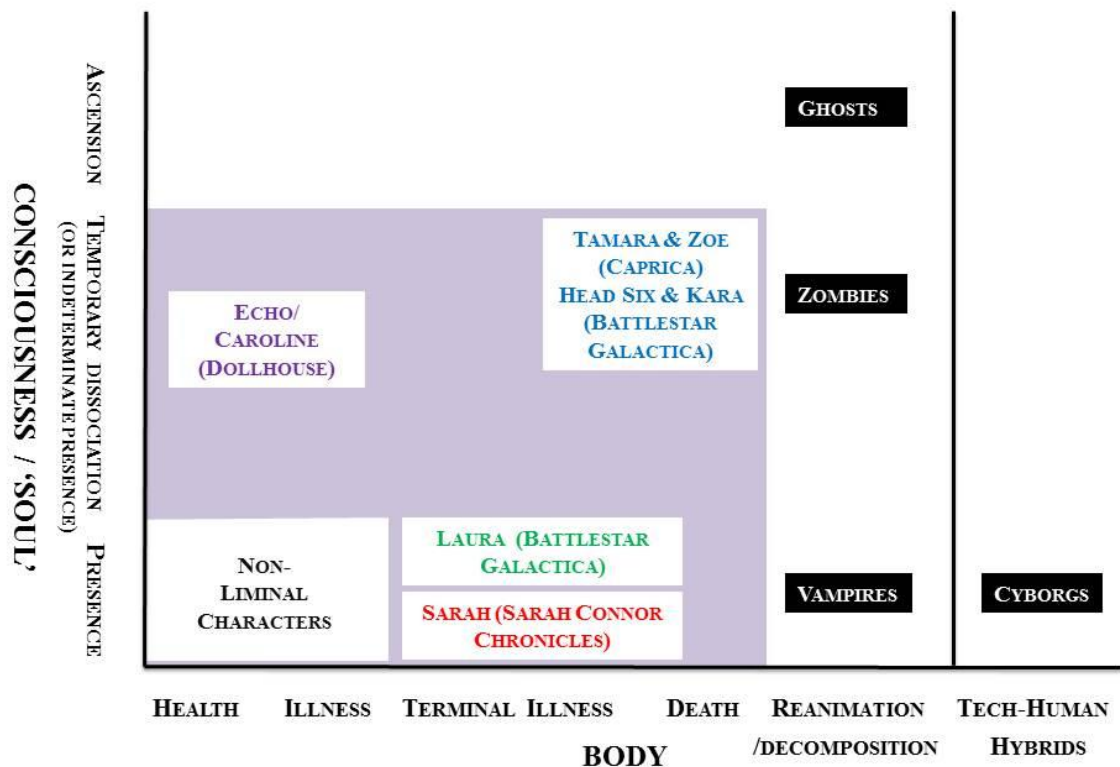 CONSCIOUSNESS / ‘SOUL’
ASCENSION
TEMPORARY DISSOCIATION
(OR INDETERMINATE PRESENCE)
PRESENCE
GHOSTS
TAMARA & ZOE
(CAPRICA)
HEAD SIX & KARA
(BATTLESTAR
GALACTICA)
ZOMBIES
ECHO/
CAROLINE
(DOLLHOUSE)
NON-
LIMINAL
CHARACTERS
LAURA (BATTLESTAR
GALACTICA)
SARAH (SARAH CONNOR
CHRONICLES)
VAMPIRES
CYBORGS
HEALTH
ILLNESS
TERMINAL ILLNESS
DEATH
REANIMATION
/DECOMPOSITION
TECH-HUMAN
HYBRIDS
BODY